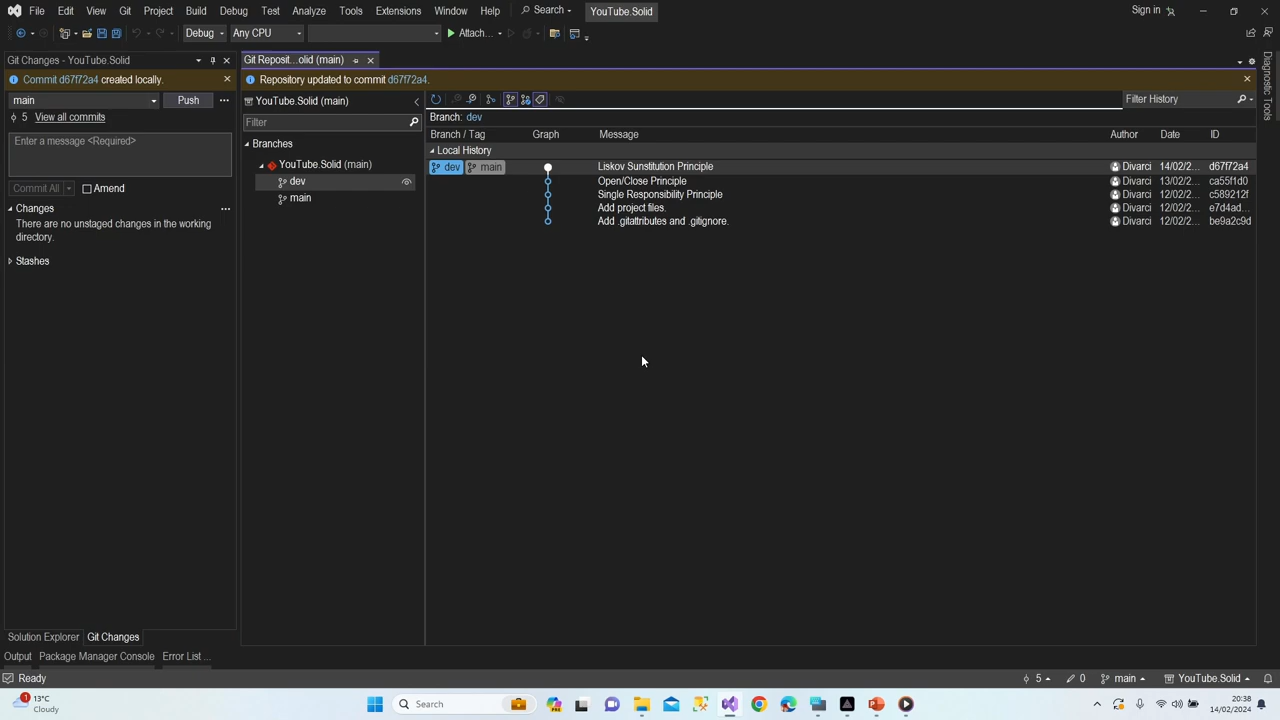 File Edit View Git Project Build Debug Test Analyze Tools Extensions Window Help Search YouTube.Solid Sign in
Debug Any CPU Attach...
Git Changes - YouTube.Solid
Git Reposit...olid (main)
Commit d67f72a4 created locally.
Repository updated to commit d67f72a4.
main Push ...
YouTube.Solid (main)
Filter History
5 View all commits
Filter
Branch: dev
Enter a message <Required>
Branch / Tag Graph Message Author Date ID
Branches
Local History
YouTube.Solid (main)
dev main Liskov Sunstitution Principle Divarci 14/02/2... d67f72a4
dev
Open/Close Principle Divarci 13/02/2... ca55f1d0
Commit All Amend
main
Single Responsibility Principle Divarci 12/02/2... c589212f
Changes ...
Add project files. Divarci 12/02/2... e7d4ad...
There are no unstaged changes in the working
directory.
Add .gitattributes and .gitignore. Divarci 12/02/2... be9a2c9d
Stashes
Diagnostic Tools
Solution Explorer Git Changes
Output Package Manager Console Error List ...
Ready 5 0 main YouTube.Solid
1
13°C
Cloudy
Search
20:38
14/02/2024